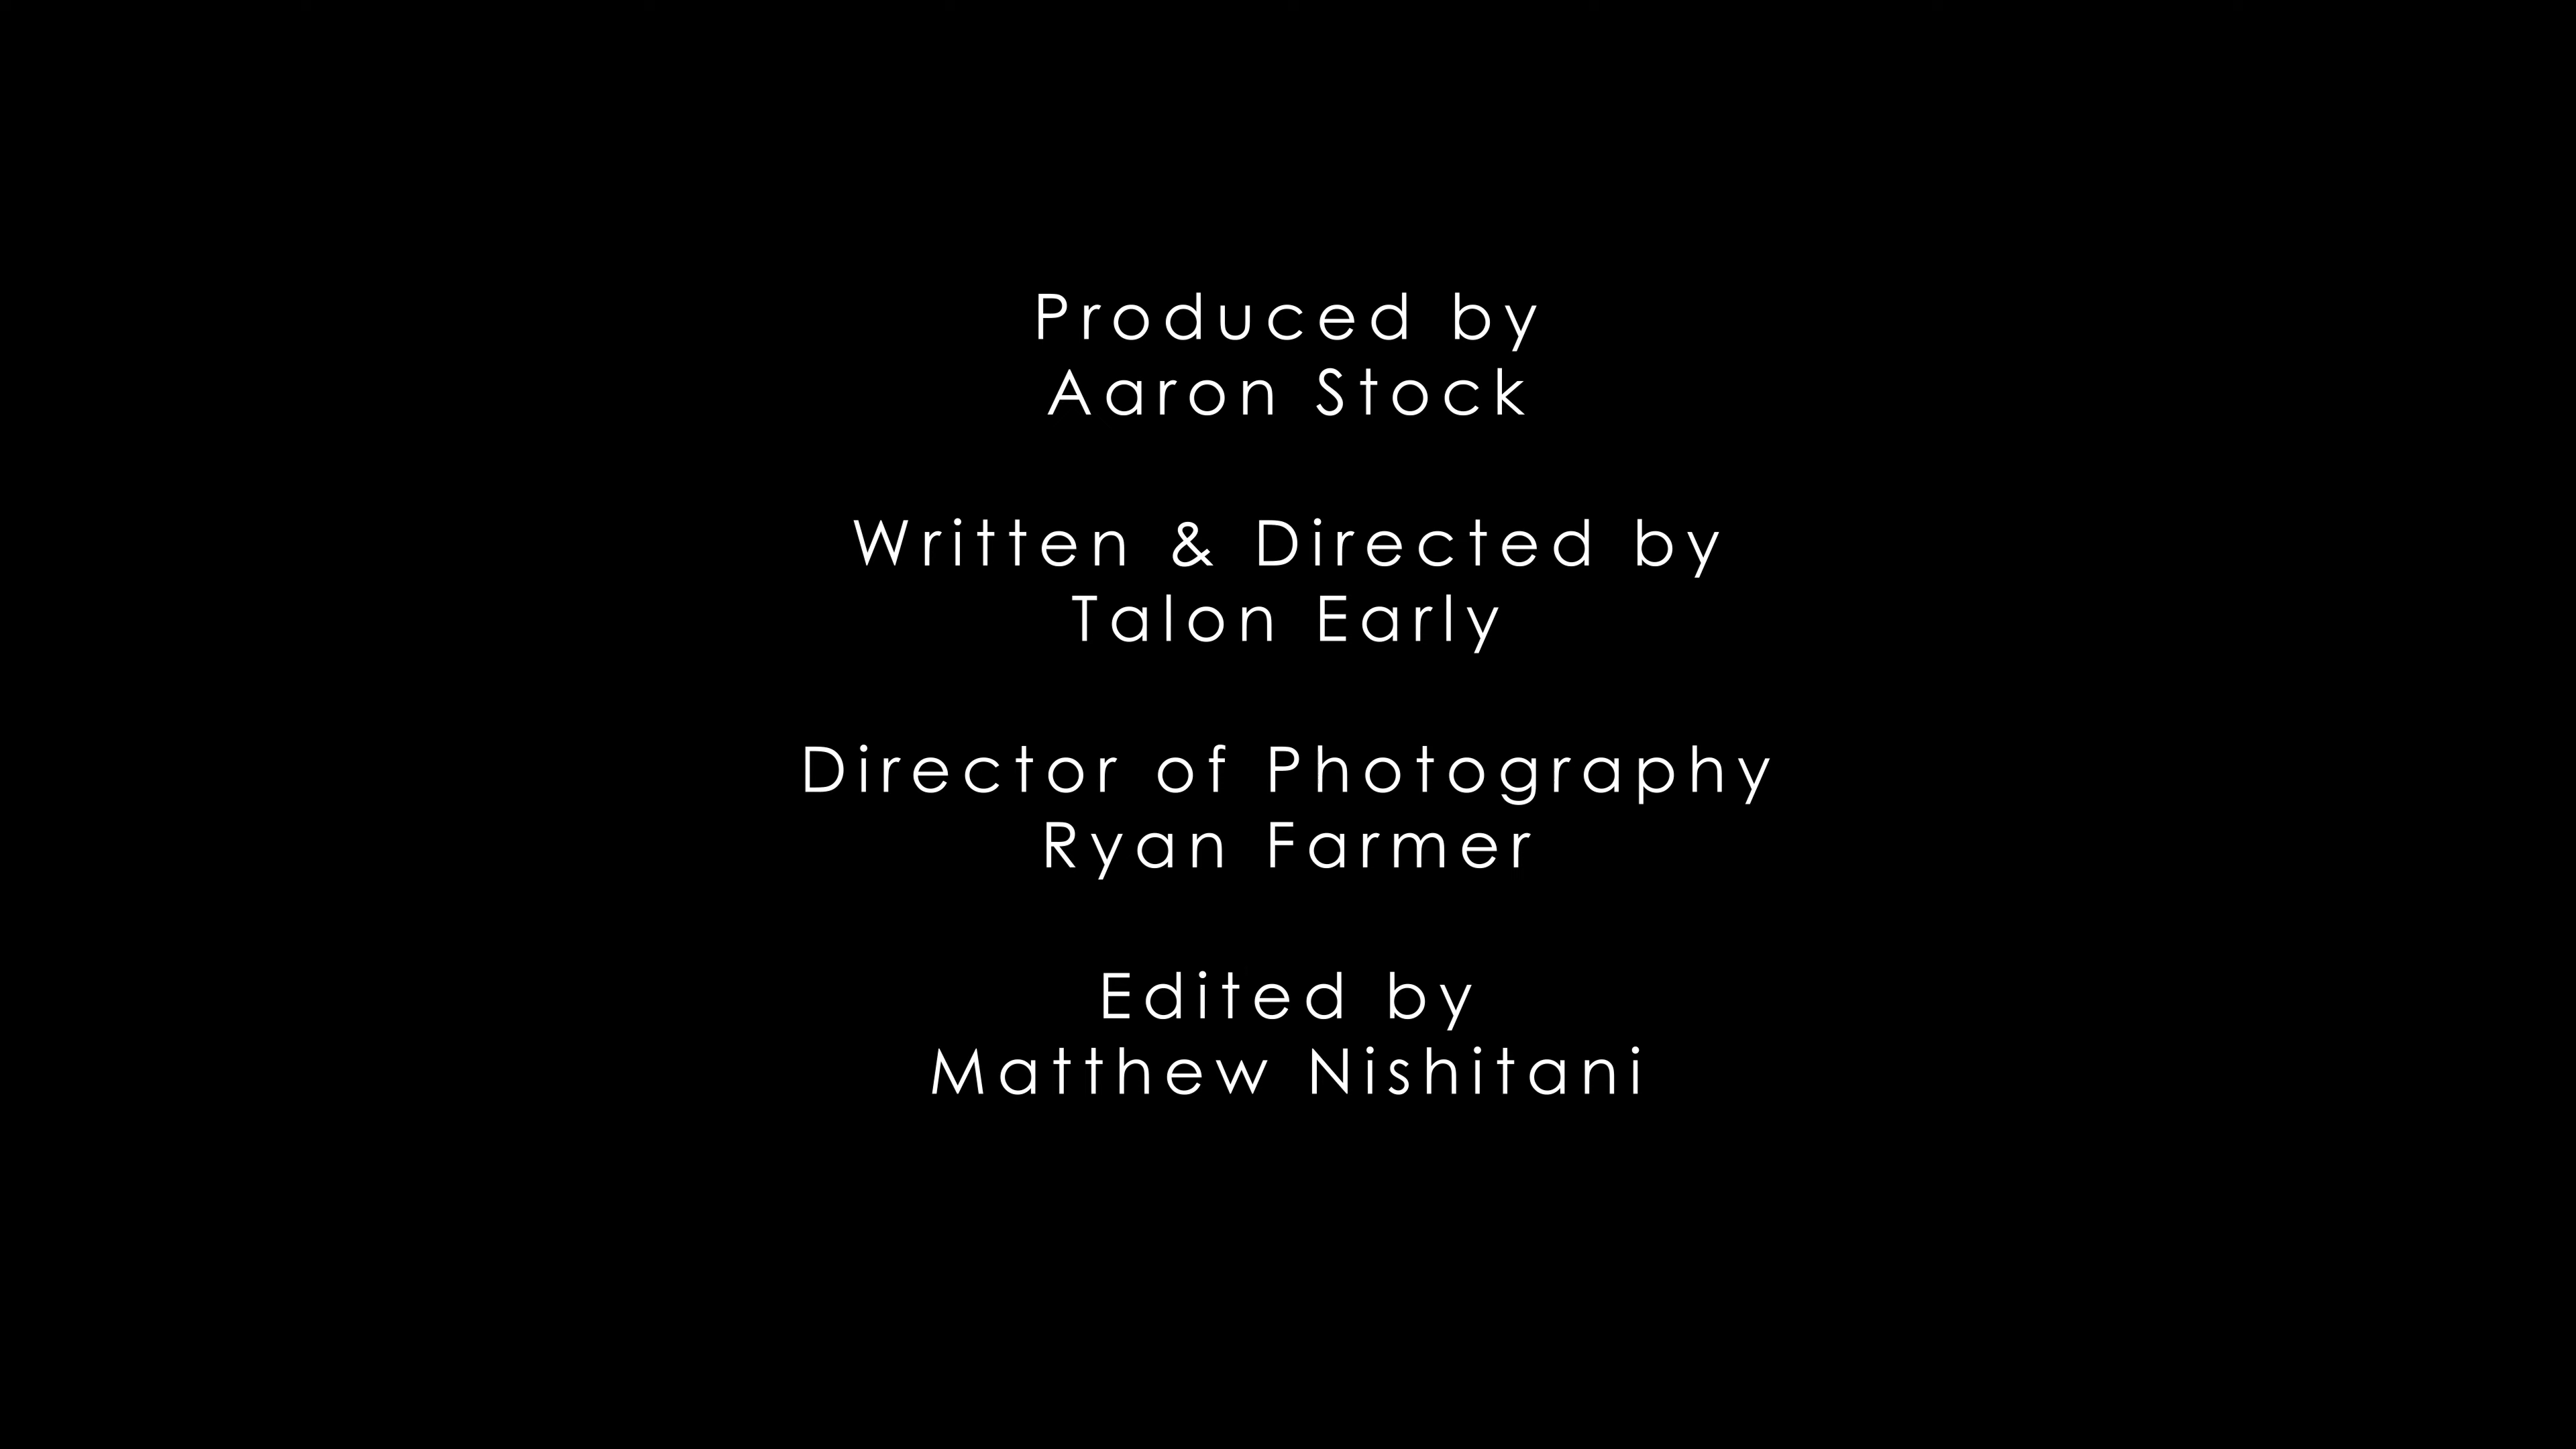 Produced by
Aaron Stock
Written & Directed by
Talon Early
Director of Photography
Ryan Farmer
Edited by
Matthew Nishitani